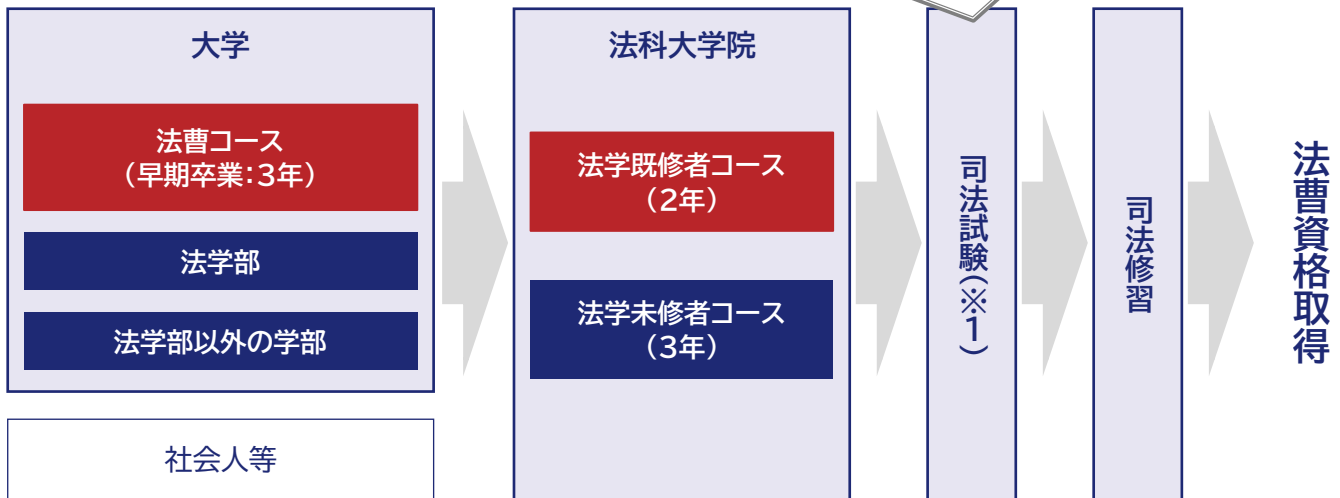 大学
法曹コース
(早期卒業:3年)
法学部
法学部以外の学部
社会人等
法科大学院
法学既修者コース
(2年)
法学未修者コース
(3年)
司法試験(※1)
司法修習
法曹資格取得